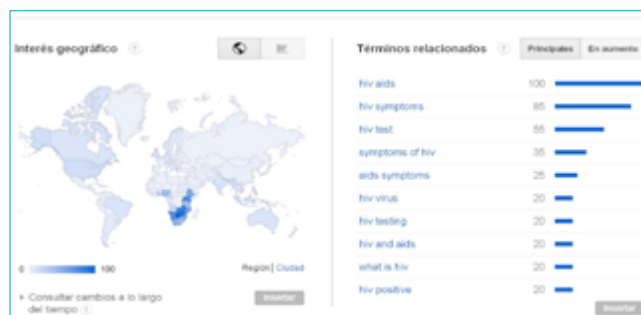 Interés geográfico ?
0 100
Región | Ciudad
Consultar cambios a lo largo
del tiempo ?
Insertar
Términos relacionados ?
Principales En aumento
hiv aids 100
hiv symptoms 85
hiv test 55
symptoms of hiv 35
aids symptoms 25
hiv virus 20
hiv testing 20
hiv and aids 20
what is hiv 20
hiv positive 20
Insertar